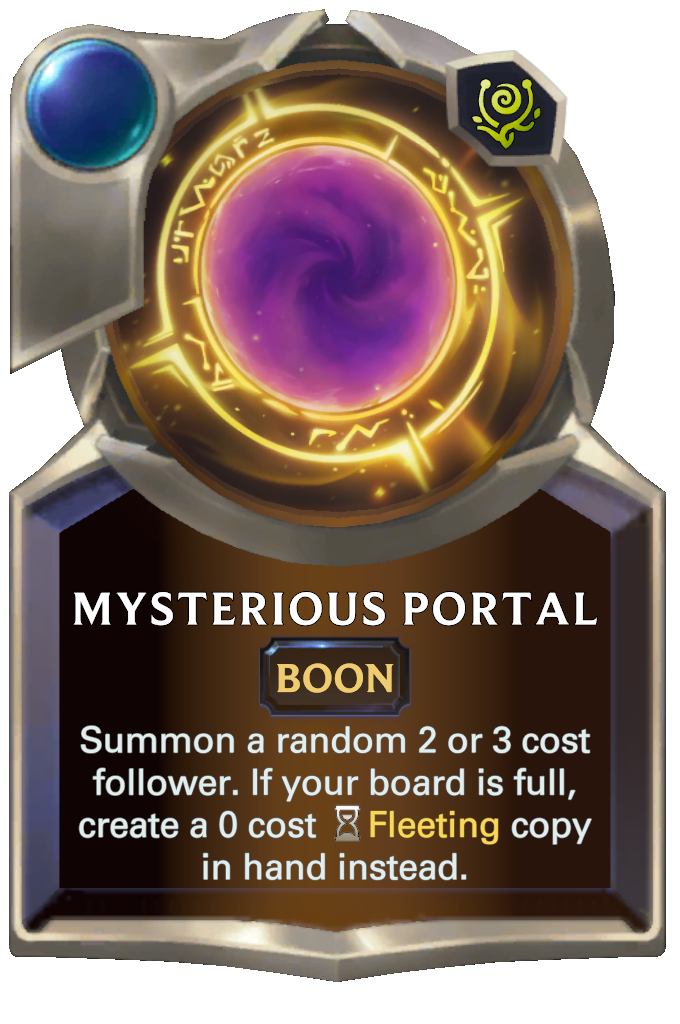 MYSTERIOUS PORTAL
BOON
Summon a random 2 or 3 cost
follower. If your board is full,
create a 0 cost Fleeting copy
in hand instead.